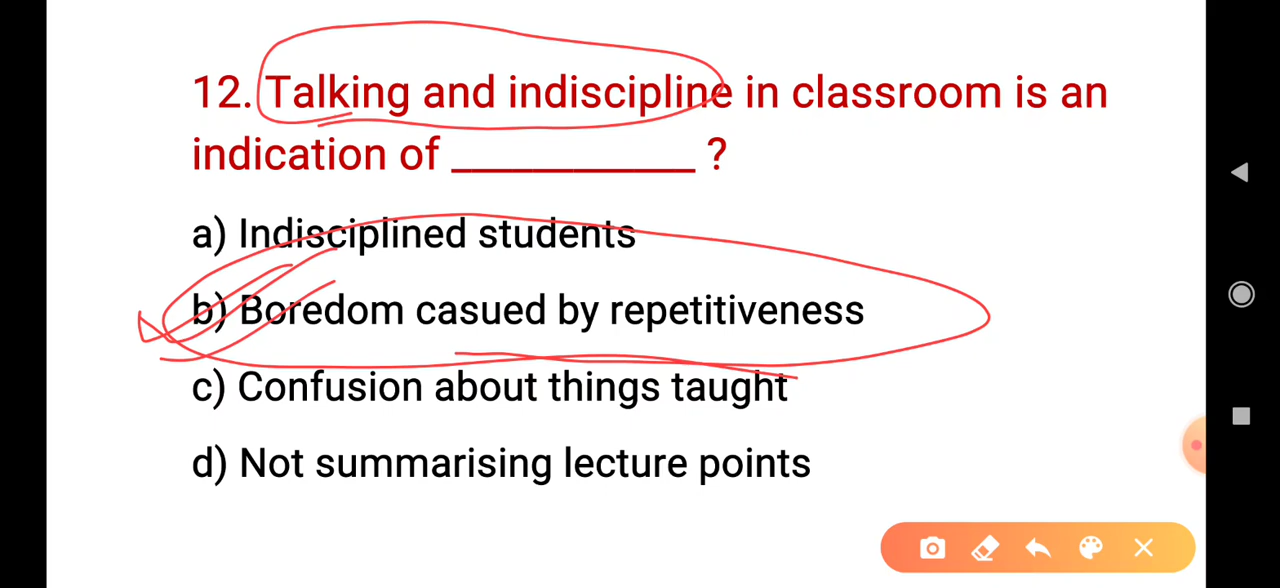 12. Talking and indiscipline in classroom is an
indication of ____________ ?
a) Indisciplined students
b) Boredom casued by repetitiveness
c) Confusion about things taught
d) Not summarising lecture points